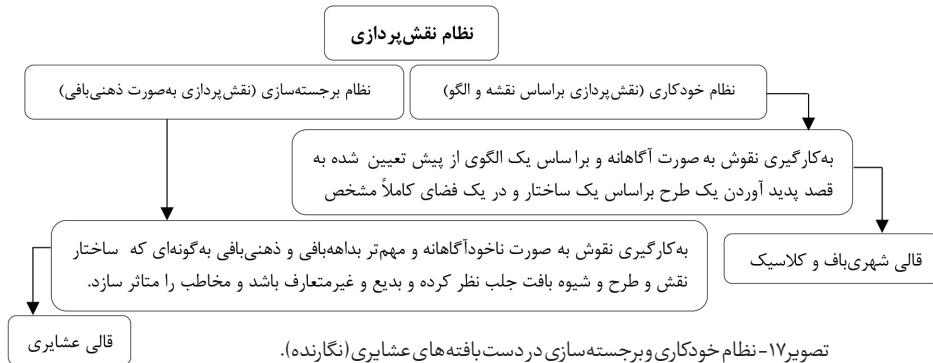 نظام نقش‌پردازی
نظام خودکاری (نقش‌پردازی براساس نقشه و الگو)
نظام برجسته‌سازی (نقش‌پردازی به‌صورت ذهنی‌بافی)
به‌کارگیری نقوش به صورت آگاهانه و براساس یک الگوی از پیش تعیین شده به
قصد پدید آوردن یک طرح براساس یک ساختار و در یک فضای کاملاً مشخص
قالی شهری‌باف و کلاسیک
به‌کارگیری نقوش به صورت ناخودآگاهانه و مهم‌تر بداهه‌بافی و ذهنی‌بافی به‌گونه‌ای که ساختار
نقش و طرح و شیوه بافت جلب نظر کرده و بدیع و غیرمتعارف باشد و مخاطب را متاثر سازد.
قالی عشایری
تصویر۱۷- نظام خودکاری وبرجسته‌سازی در دست‌بافته‌های عشایری (نگارنده).